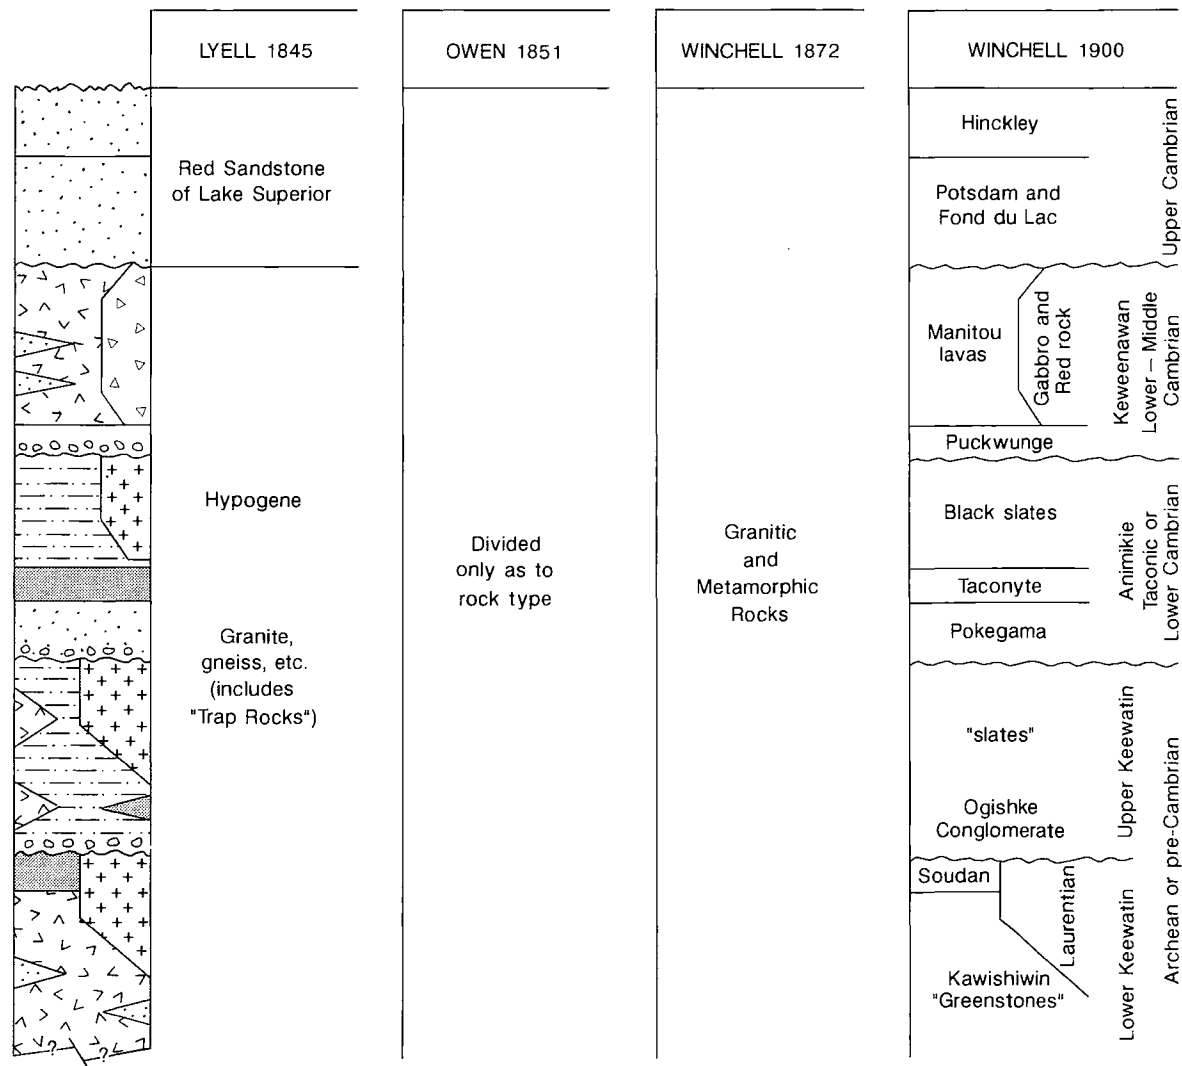 LYELL 1845
OWEN 1851
WINCHELL 1872
WINCHELL 1900
Red Sandstone
of Lake Superior
Hypogene
Granite,
gneiss, etc.
(includes
"Trap Rocks")
Divided
only as to
rock type
Granitic
and
Metamorphic
Rocks
Hinckley
Potsdam and
Fond du Lac
Upper Cambrian
Manitou
lavas
Gabbro and
Red rock
Puckwunge
Keweenawan
Lower – Middle
Cambrian
Black slates
Taconyte
Pokegama
Animikie
Taconic or
Lower Cambrian
"slates"
Ogishke
Conglomerate
Upper Keewatin
Soudan
Laurentian
Kawishiwin
"Greenstones"
Lower Keewatin
Archean or pre-Cambrian
? ?